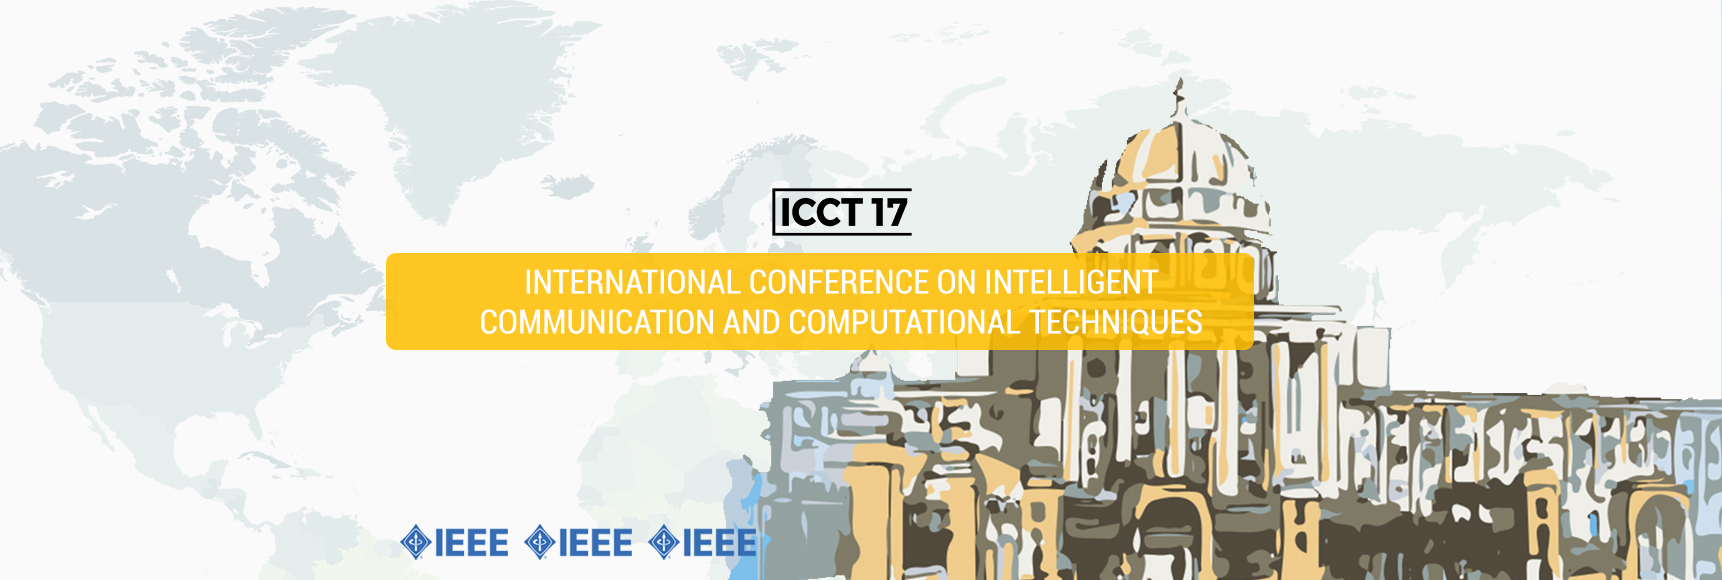 ICCT 17
INTERNATIONAL CONFERENCE ON INTELLIGENT
COMMUNICATION AND COMPUTATIONAL TECHNIQUES
IEEE IEEE IEEE